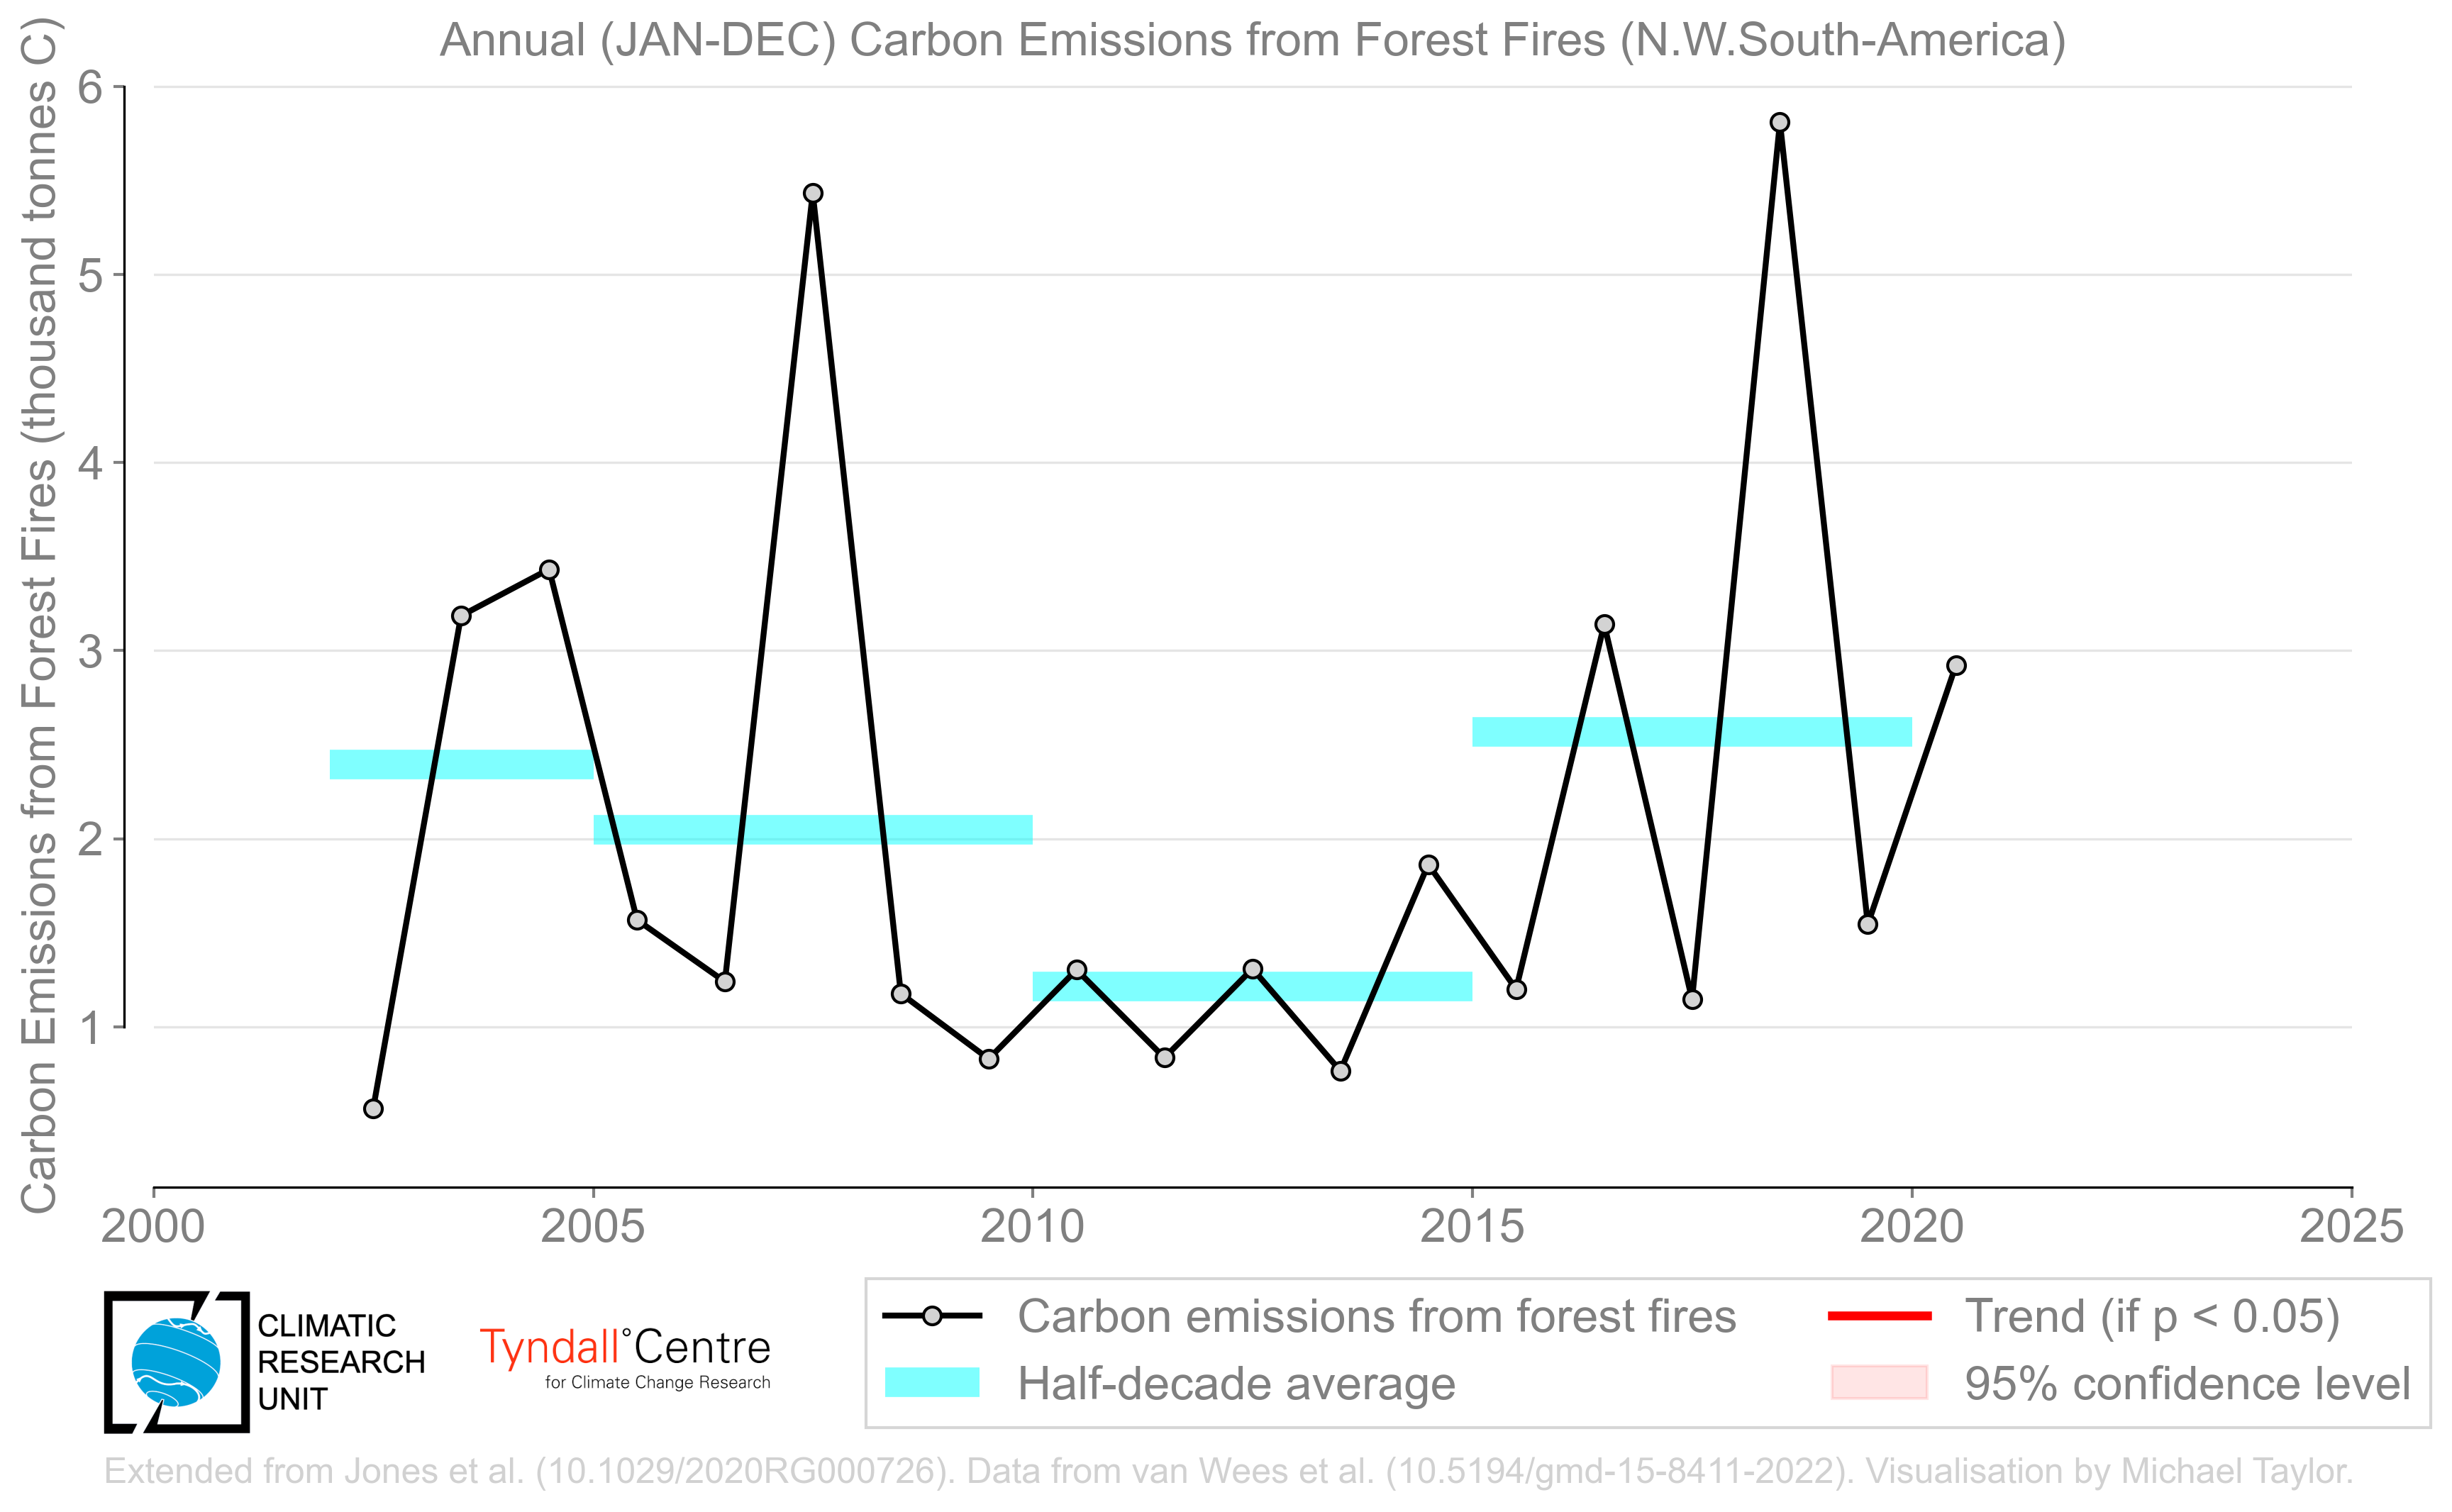 Annual (JAN-DEC) Carbon Emissions from Forest Fires (N.W.South-America)
Carbon Emissions from Forest Fires (thousand tonnes C)
6
5
4
3
2
1
2000 2005 2010 2015 2020 2025
Carbon emissions from forest fires
Half-decade average
Trend (if p < 0.05)
95% confidence level
CLIMATIC
RESEARCH
UNIT
Tyndall°Centre
for Climate Change Research
Extended from Jones et al. (10.1029/2020RG000726). Data from van Wees et al. (10.5194/gmd-15-8411-2022). Visualisation by Michael Taylor.